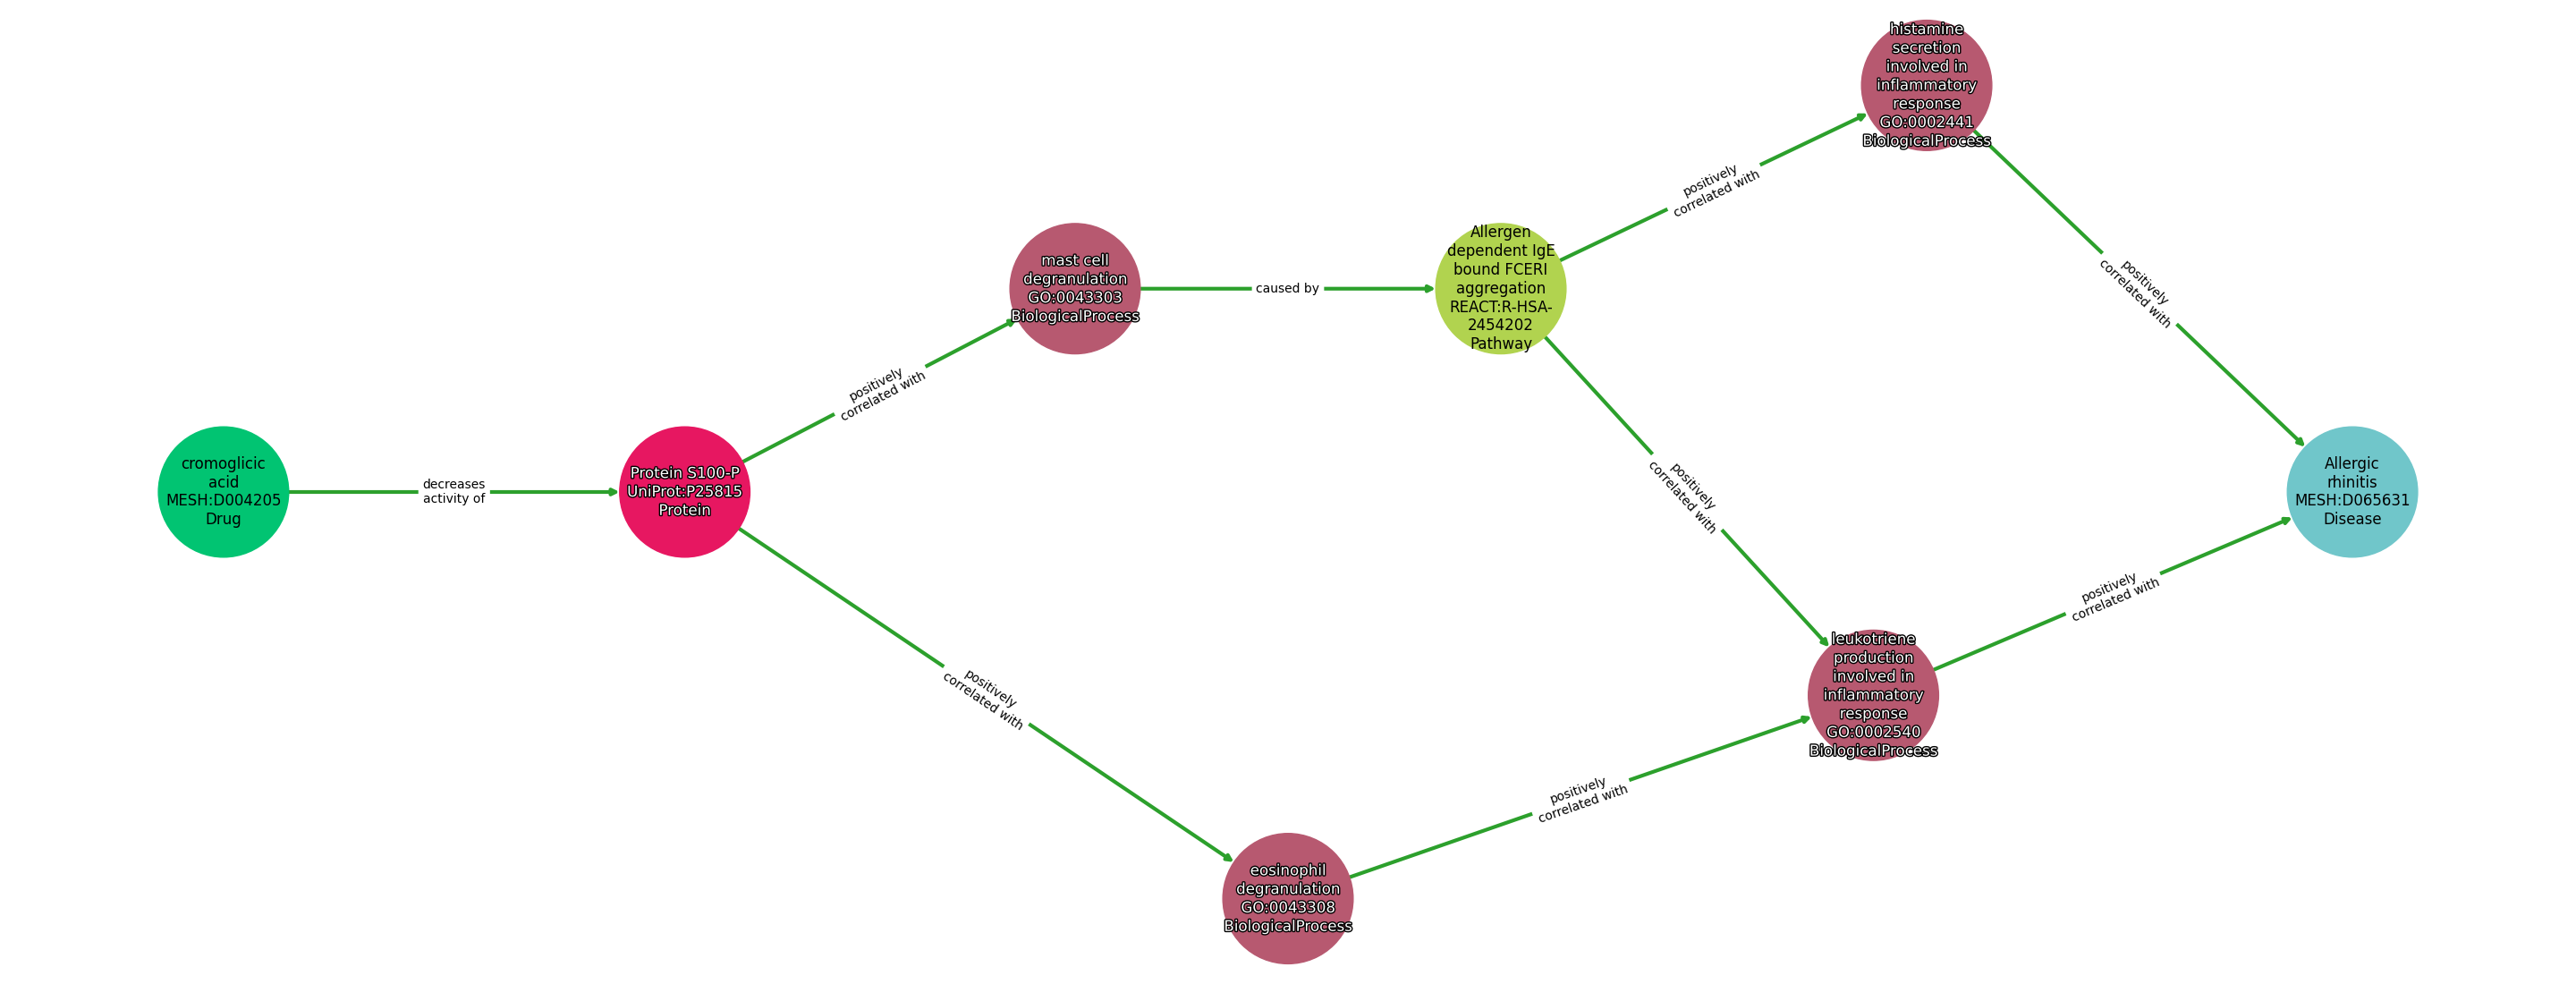 cromoglicic
acid
MESH:D004205
Drug
decreases
activity of
Protein S100-P
UniProt:P25815
Protein
positively
correlated with
mast cell
degranulation
GO:0043303
BiologicalProcess
caused by
Allergen
dependent IgE
bound FCERI
aggregation
REACT:R-HSA-
2454202
Pathway
positively
correlated with
histamine
secretion
involved in
inflammatory
response
GO:0002441
BiologicalProcess
positively
correlated with
positively
correlated with
positively
correlated with
eosinophil
degranulation
GO:0043308
BiologicalProcess
positively
correlated with
leukotriene
production
involved in
inflammatory
response
GO:0002540
BiologicalProcess
positively
correlated with
Allergic
rhinitis
MESH:D065631
Disease